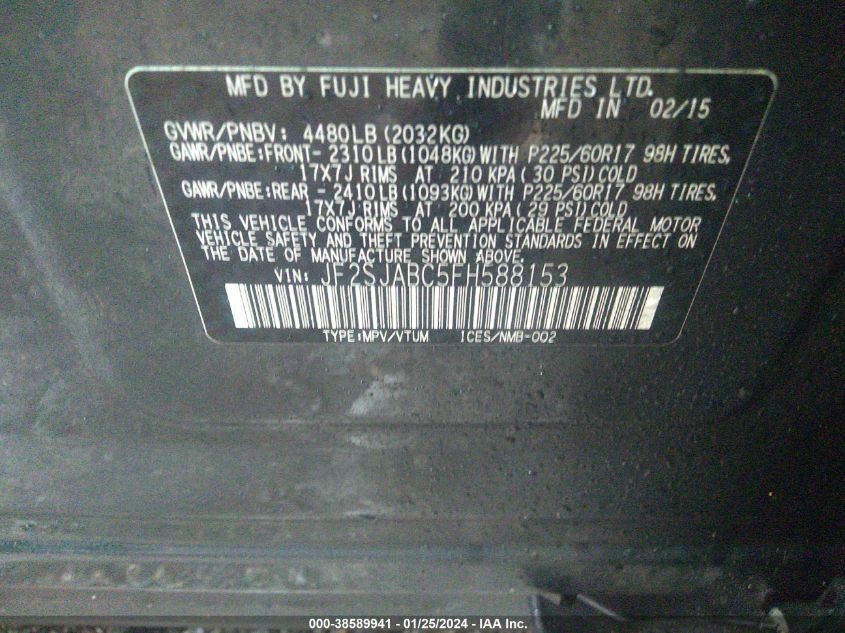 MFD BY FUJI HEAVY INDUSTRIES LTD.
MFD IN 02/15
GVWR/PNBV: 4480LB (2032KG)
GAWR/PNBE:FRONT- 2310LB (1048KG) WITH P225/60R17 98H TIRES,
17X7J RIMS AT 210 KPA ( 30 PSI) COLD
GAWR/PNBE:REAR - 2410LB (1093KG) WITH P225/60R17 98H TIRES,
17X7J RIMS AT 200 KPA ( 29 PSI) COLD
THIS VEHICLE CONFORMS TO ALL APPLICABLE FEDERAL MOTOR
VEHICLE SAFETY AND THEFT PREVENTION STANDARDS IN EFFECT ON
THE DATE OF MANUFACTURE SHOWN ABOVE.
VIN: JF2SJABC5FH588153
TYPE:MPV/VTUM ICES/NMB-002
000-38589941 - 01/25/2024 - IAA Inc.